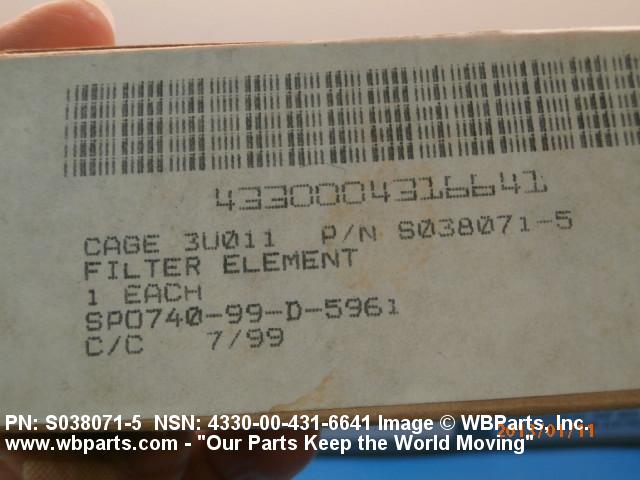 4330004316641
CAGE 3U011 P/N S038071-5
FILTER ELEMENT
1 EACH
SPO740-99-D-5961
C/C 7/99
PN: S038071-5 NSN: 4330-00-431-6641 Image © WBParts, Inc.
2013/01/11
www.wbparts.com - "Our Parts Keep the World Moving"